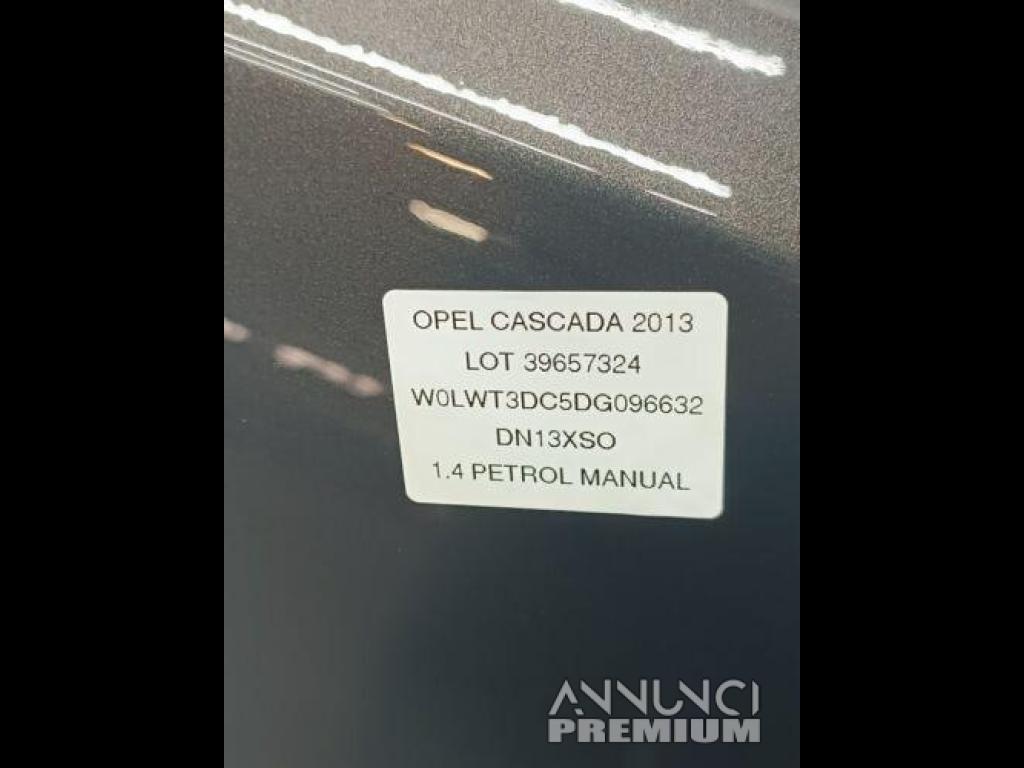 OPEL CASCADA 2013
LOT 39657324
W0LWT3DC5DG096632
DN13XSO
1.4 PETROL MANUAL
ANNUNCI
PREMIUM